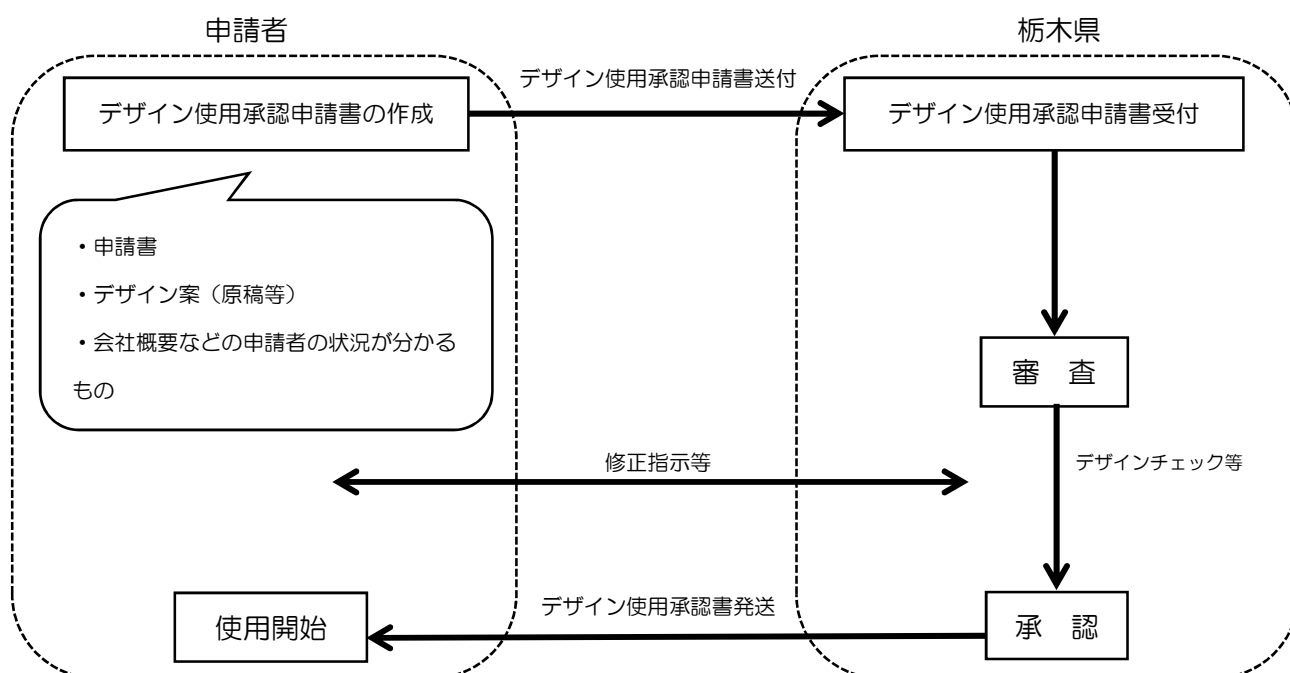 申請者
栃木県
デザイン使用承認申請書の作成
デザイン使用承認申請書送付
デザイン使用承認申請書受付
・申請書
・デザイン案（原稿等）
・会社概要などの申請者の状況が分かる
もの
審　査
修正指示等
デザインチェック等
使用開始
デザイン使用承認書発送
承　認